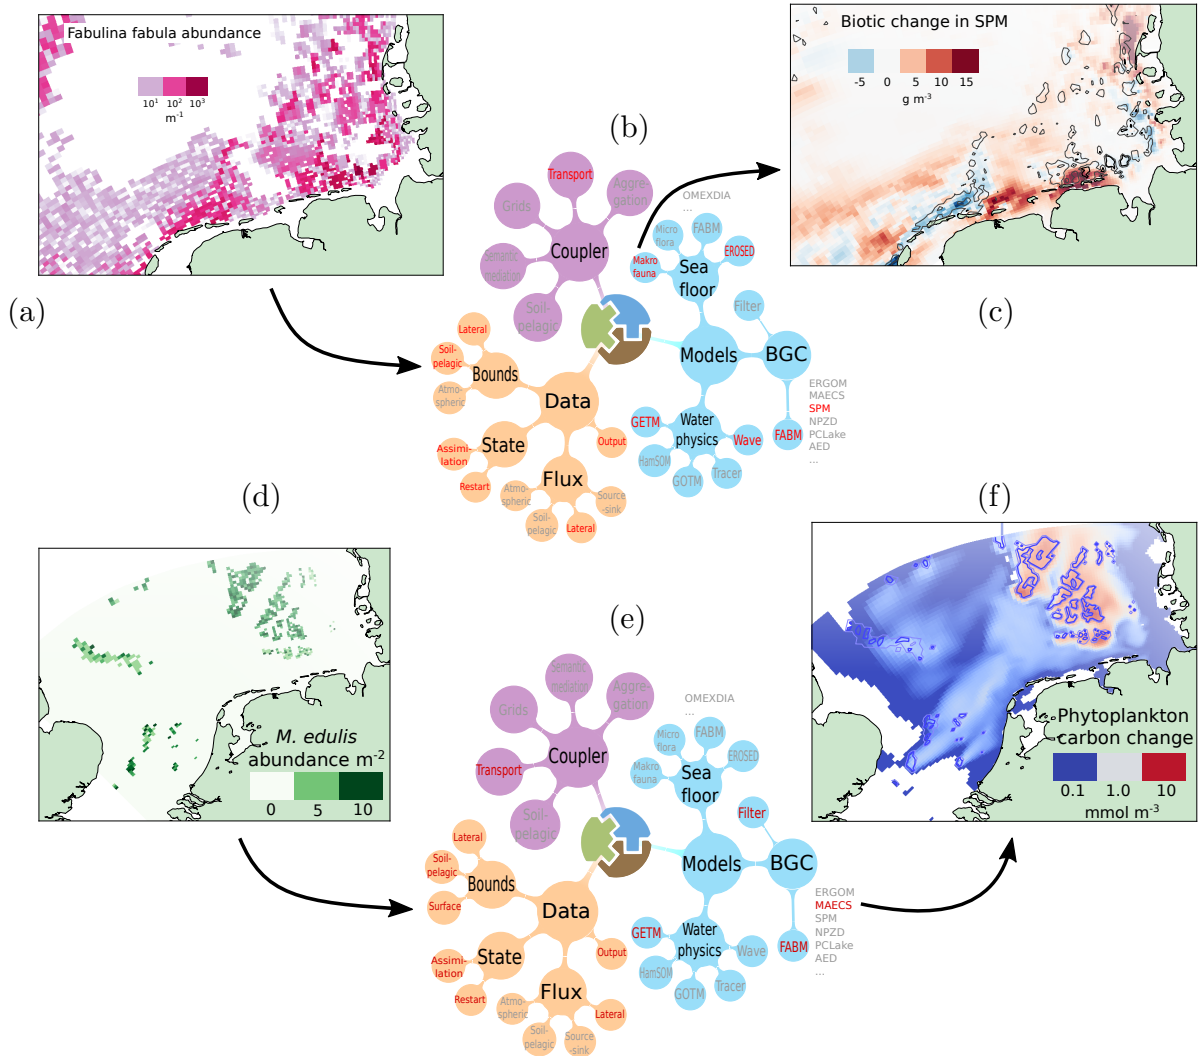 Fabulina fabula abundance
10¹ 10² 10³
m⁻¹
(a)
(b)
Transport
Grids
Aggre-
gation
Coupler
Semantic
mediation
Soil-
pelagic
OMEXDIA
...
Micro
flora
FABM
EROSED
Makro
fauna
Sea
floor
Filter
Models
BGC
ERGOM
MAECS
SPM
NPZD
PCLake
AED
...
FABM
GETM
Water
physics
Wave
HamSOM
GOTM
Tracer
Lateral
Soil-
pelagic
Atmo-
spheric
Bounds
Data
State
Assimi-
lation
Restart
Output
Flux
Atmo-
spheric
Soil-
pelagic
Lateral
Source
-sink
Biotic change in SPM
-5 0 5 10 15
g m⁻³
(c)
(d)
M. edulis
abundance m⁻²
0 5 10
(e)
Semantic
mediation
Grids
Aggre-
gation
Coupler
Transport
Soil-
pelagic
OMEXDIA
...
Micro
flora
FABM
EROSED
Makro
fauna
Sea
floor
Filter
Models
BGC
ERGOM
MAECS
SPM
NPZD
PCLake
AED
...
FABM
GETM
Water
physics
Wave
HamSOM
GOTM
Tracer
Lateral
Soil-
pelagic
Surface
Bounds
Data
State
Assimi-
lation
Restart
Output
Flux
Atmo-
spheric
Soil-
pelagic
Source
-sink
Lateral
(f)
Phytoplankton
carbon change
0.1 1.0 10
mmol m⁻³